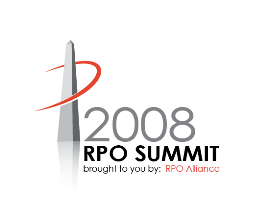 2008
RPO SUMMIT
brought to you by: RPO Alliance